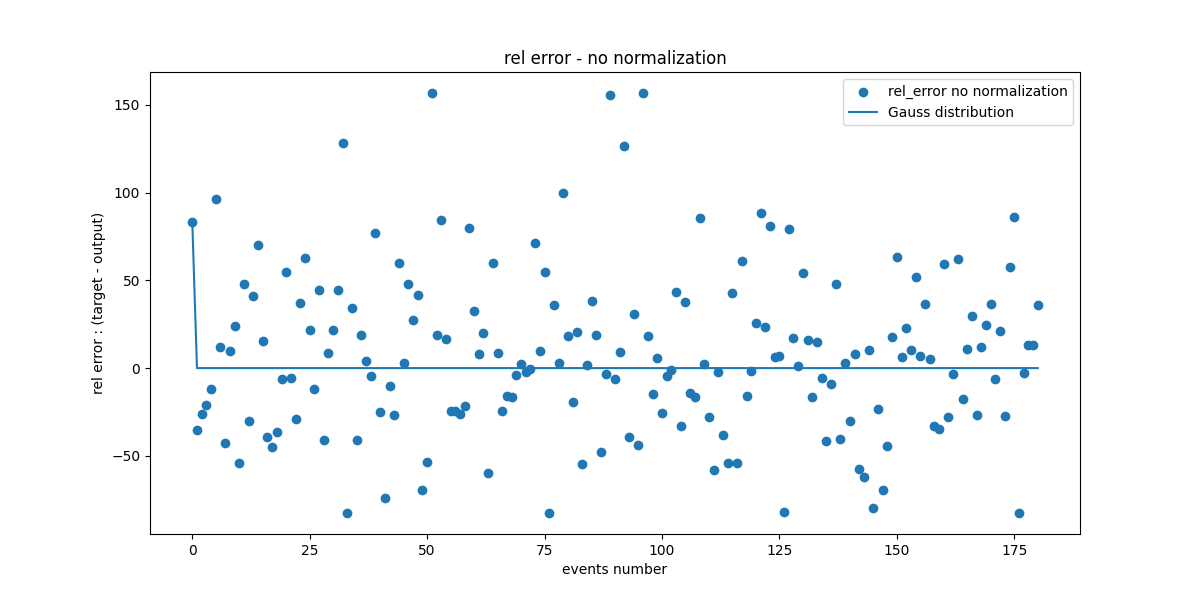 rel error - no normalization
rel_error no normalization
Gauss distribution
rel error : (target - output)
150
100
50
0
−50
0
25
50
75
100
125
150
175
events number